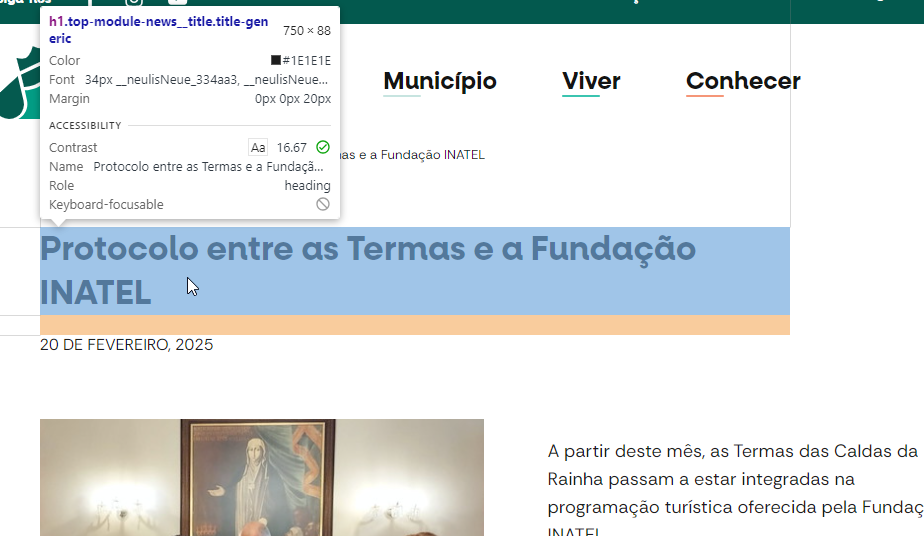 h1.top-module-news__title.title-gen
eric
750 × 88
Color #1E1E1E
Font 34px __neulisNeue_334aa3, __neulisNeue...
Margin 0px 0px 20px
ACCESSIBILITY
Contrast Aa 16.67
Name Protocolo entre as Termas e a Fundaçã...
Role heading
Keyboard-focusable
Município Viver Conhecer
e a Fundação INATEL
Protocolo entre as Termas e a Fundação
INATEL
20 DE FEVEREIRO, 2025
A partir deste mês, as Termas das Caldas da
Rainha passam a estar integradas na
programação turística oferecida pela
INATEL